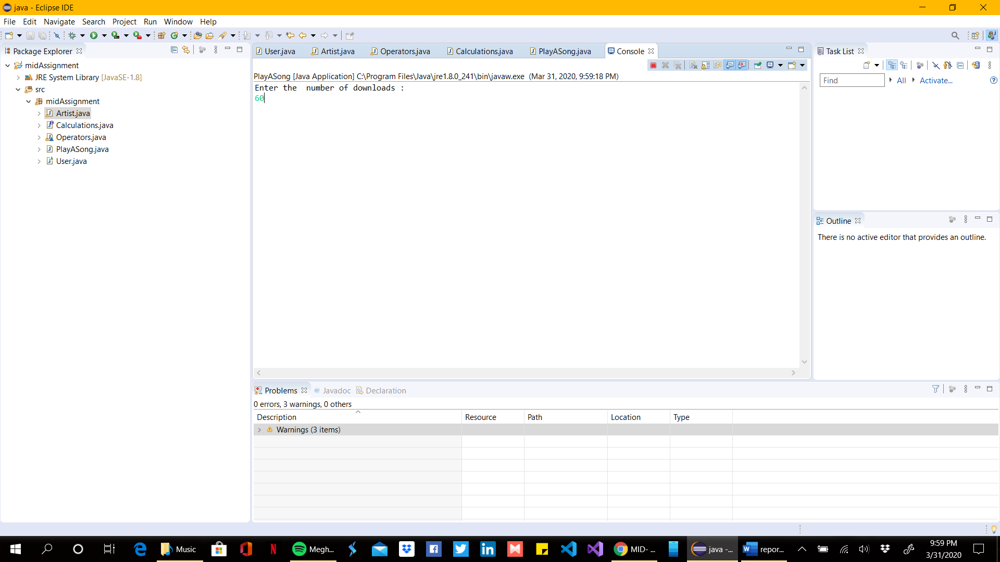 java - Eclipse IDE
File Edit Navigate Search Project Run Window Help
Package Explorer
midAssignment
JRE System Library [JavaSE-1.8]
src
midAssignment
Artist.java
Calculations.java
Operators.java
PlayASong.java
User.java
User.java Artist.java Operators.java Calculations.java PlayASong.java Console
PlayASong [Java Application] C:\Program Files\Java\jre1.8.0_241\bin\javaw.exe (Mar 31, 2020, 9:59:18 PM)
Enter the  number of downloads :
60
Task List
Find All Activate...
Outline
There is no active editor that provides an outline.
Problems @ Javadoc Declaration
0 errors, 3 warnings, 0 others
Description Resource Path Location Type
Warnings (3 items)
Music Megh... MID- ... java -... repor...
9:59 PM
3/31/2020